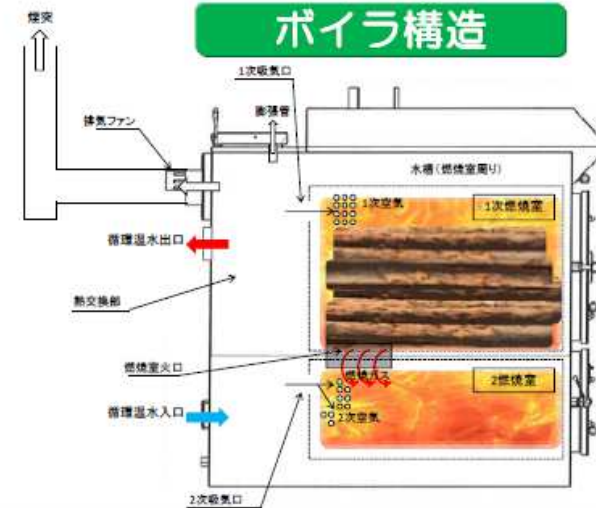 ボイラ構造
煙突
1次吸気口
膨張管
排気ファン
水槽(燃焼室周り)
1次空気
1次燃焼室
循環温水出口
熱交換部
燃焼室火口
燃焼ガス
2燃焼室
循環温水入口
2次空気
2次吸気口